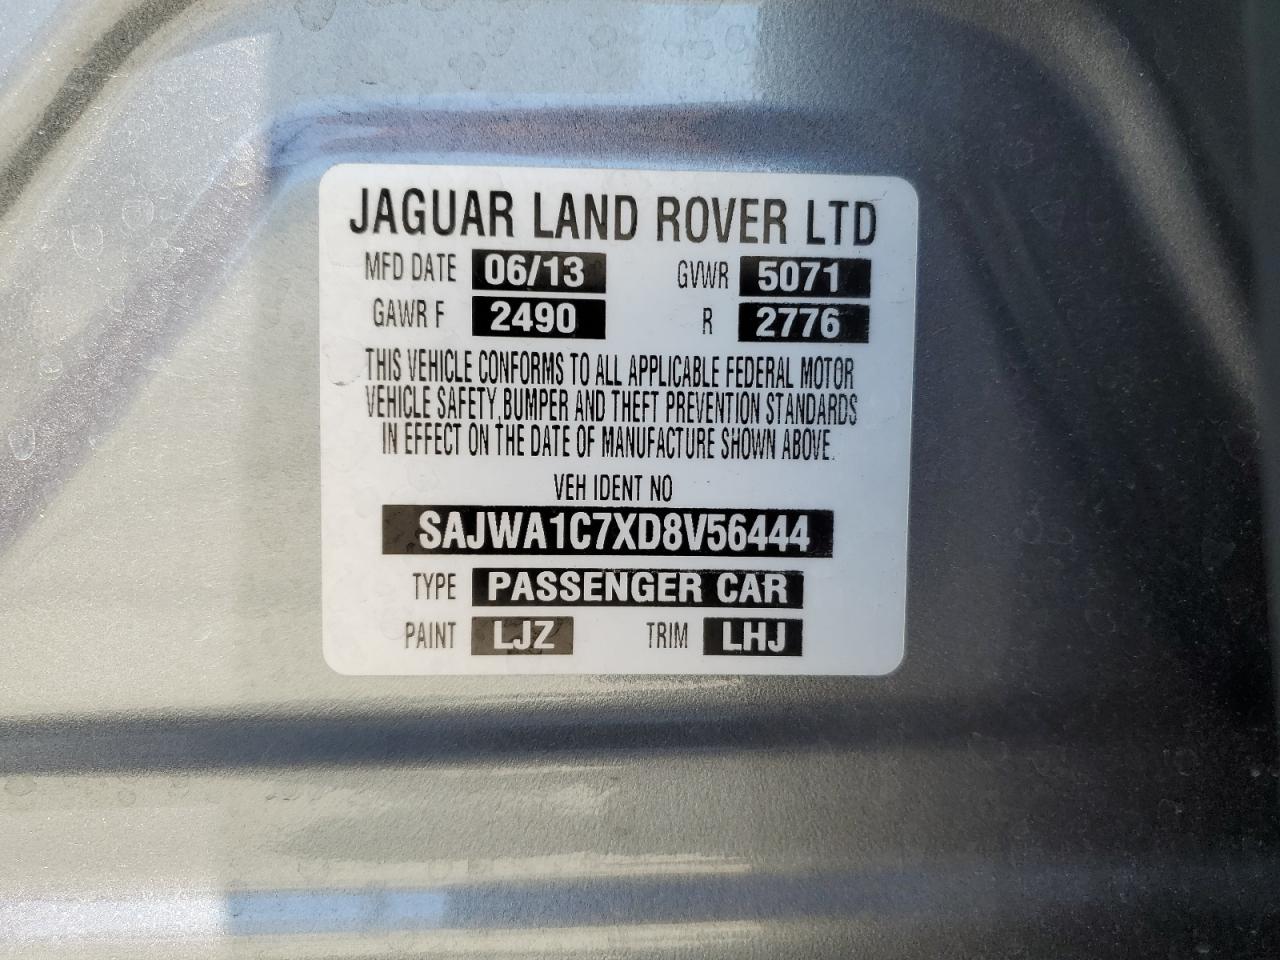 JAGUAR LAND ROVER LTD
MFD DATE 06/13 GVWR 5071
GAWR F 2490 R 2776
THIS VEHICLE CONFORMS TO ALL APPLICABLE FEDERAL MOTOR
VEHICLE SAFETY, BUMPER AND THEFT PREVENTION STANDARDS
IN EFFECT ON THE DATE OF MANUFACTURE SHOWN ABOVE.
VEH IDENT NO
SAJWA1C7XD8V56444
TYPE PASSENGER CAR
PAINT LJZ TRIM LHJ